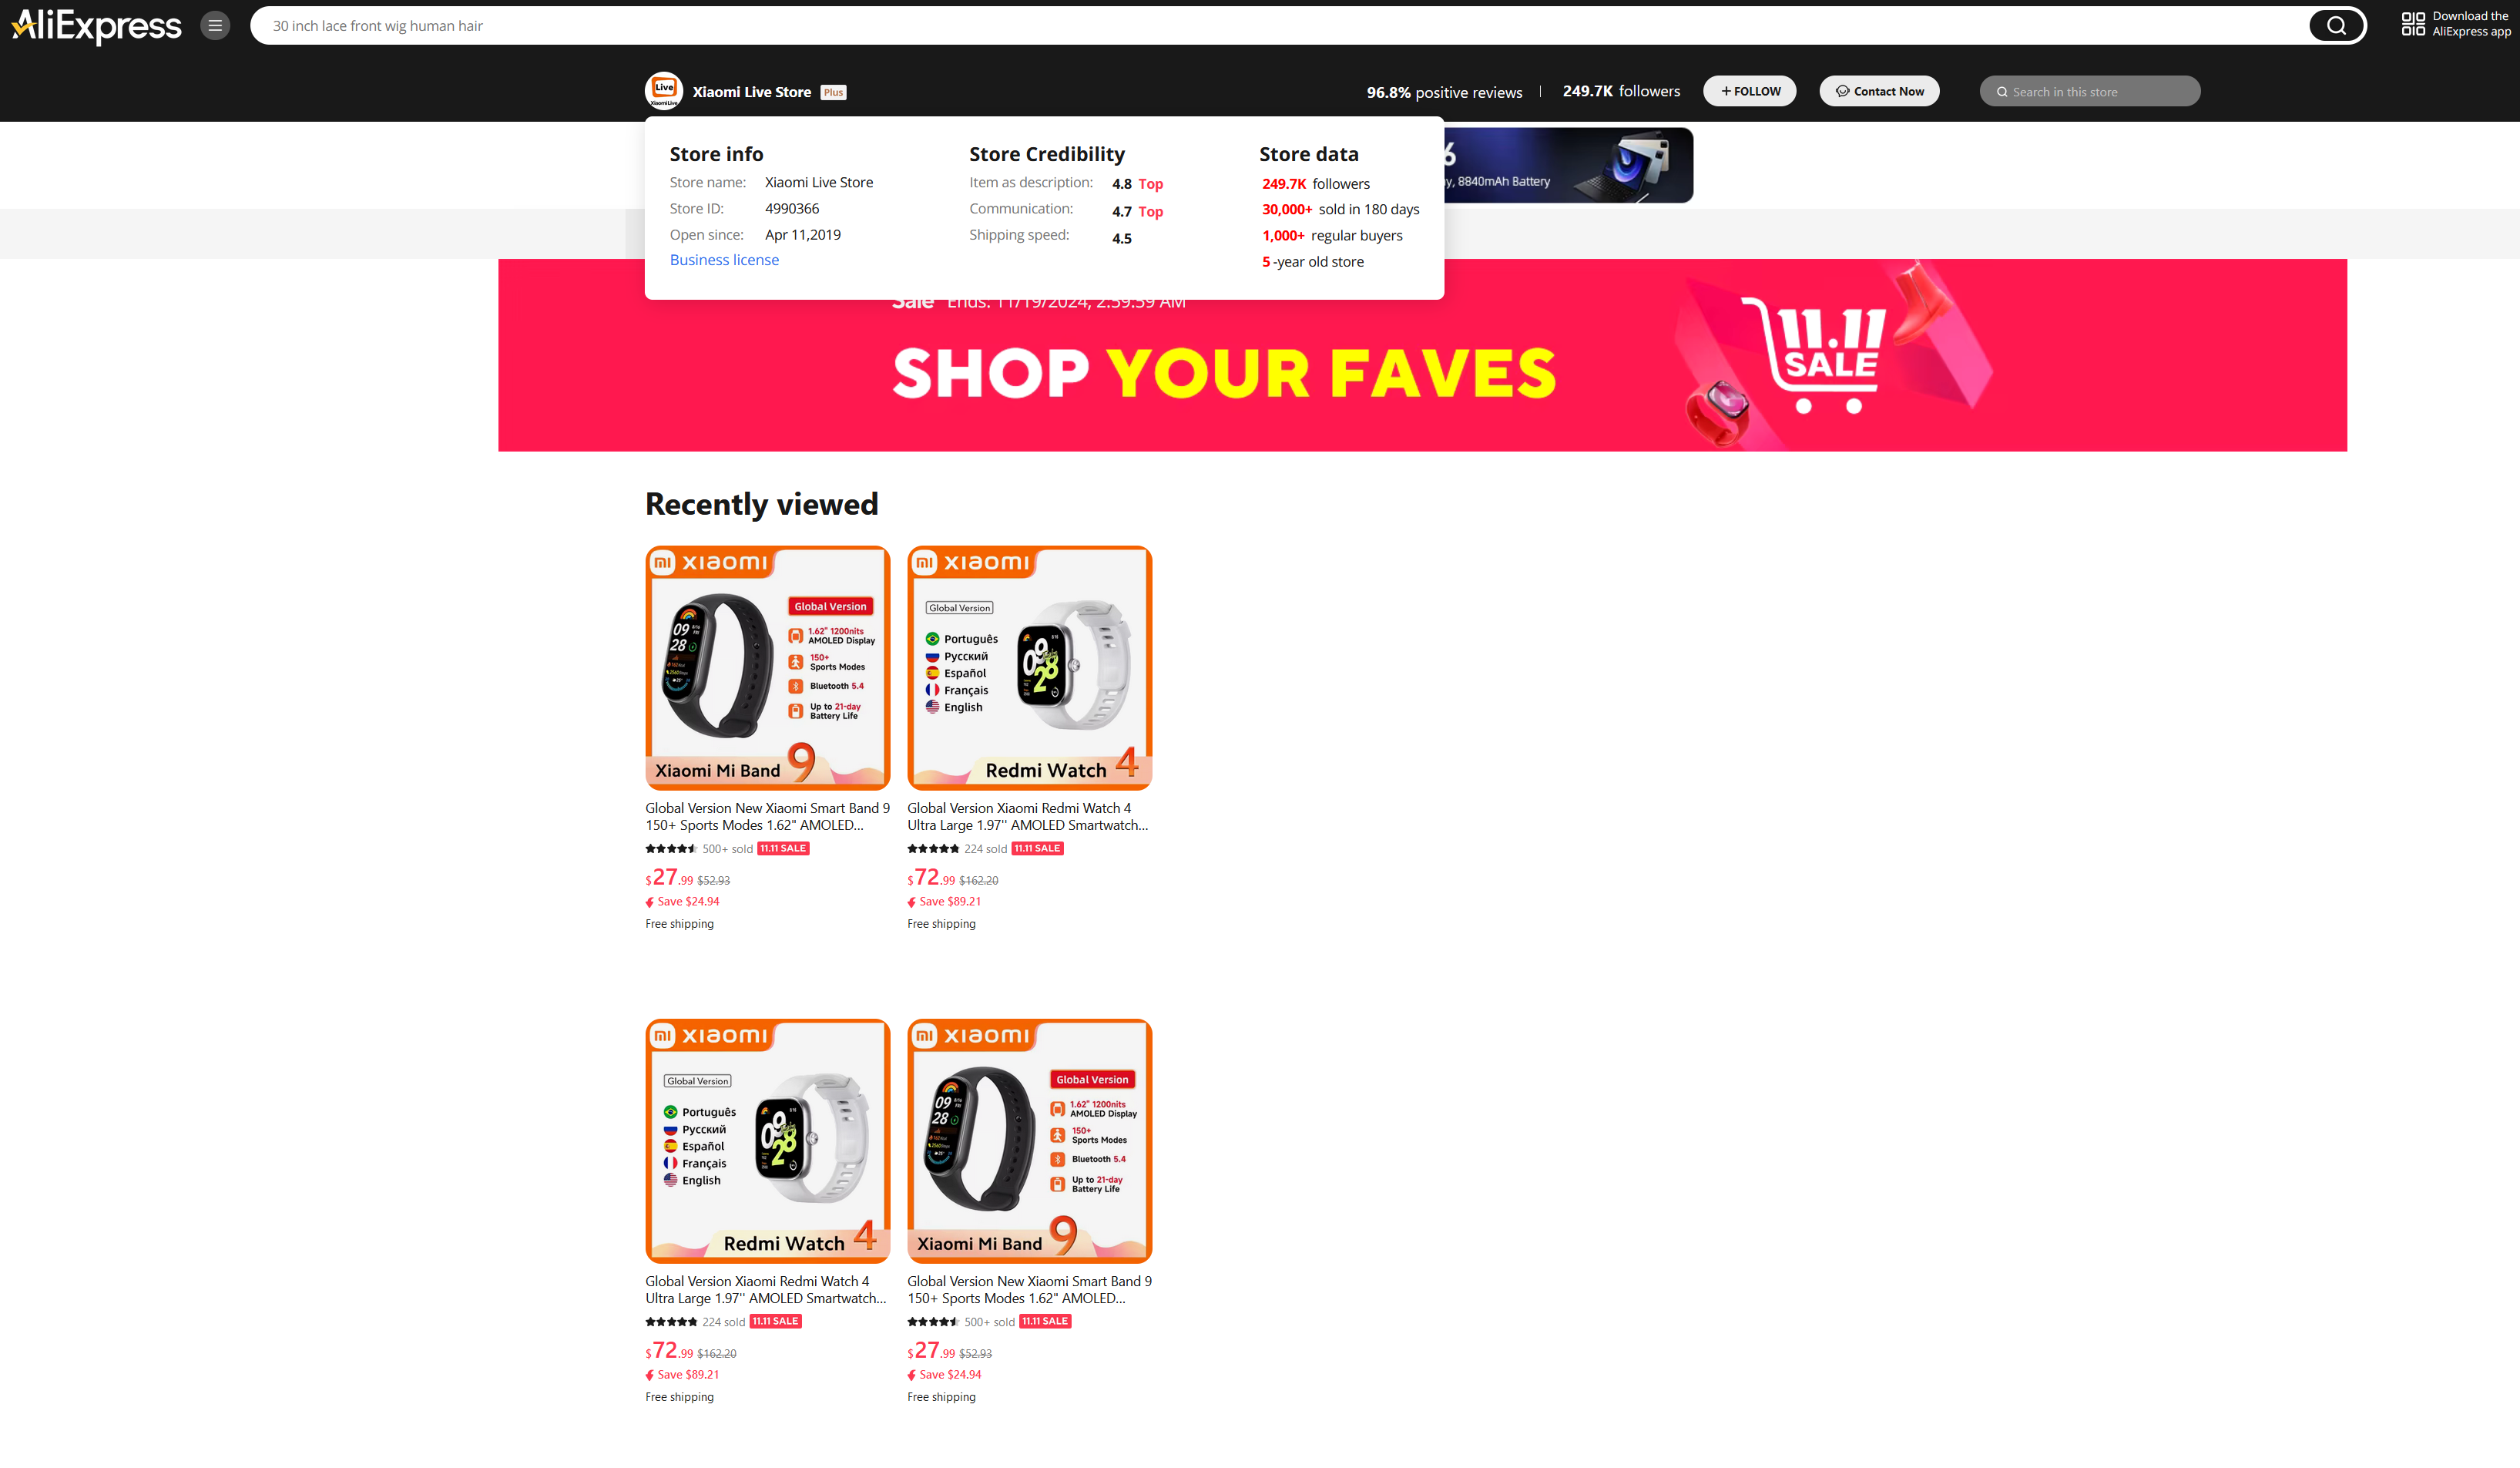 AliExpress
30 inch lace front wig human hair
Download the
AliExpress app
Live
XiaomiLive
Xiaomi Live Store Plus
96.8% positive reviews
249.7K followers
+ FOLLOW
Contact Now
Search in this store
Store info
Store name: Xiaomi Live Store
Store ID: 4990366
Open since: Apr 11,2019
Business license
Store Credibility
Item as description: 4.8 Top
Communication: 4.7 Top
Shipping speed: 4.5
Store data
249.7K followers
30,000+ sold in 180 days
1,000+ regular buyers
5 -year old store
6
y, 8840mAh Battery
Sale Ends: 11/19/2024, 2:59:59 AM
SHOP YOUR FAVES
11.11
SALE
Recently viewed
xiaomi
Global Version
1.62" 1200nits
AMOLED Display
150+
Sports Modes
Bluetooth 5.4
Up to 21-day
Battery Life
09
28
Xiaomi Mi Band 9
Global Version New Xiaomi Smart Band 9
150+ Sports Modes 1.62" AMOLED...
500+ sold 11.11 SALE
$27.99 $52.93
Save $24.94
Free shipping
xiaomi
Global Version
Português
Русский
Español
Français
English
09
28
Redmi Watch 4
Global Version Xiaomi Redmi Watch 4
Ultra Large 1.97'' AMOLED Smartwatch...
224 sold 11.11 SALE
$72.99 $162.20
Save $89.21
Free shipping
xiaomi
Global Version
Português
Русский
Español
Français
English
09
28
Redmi Watch 4
Global Version Xiaomi Redmi Watch 4
Ultra Large 1.97'' AMOLED Smartwatch...
224 sold 11.11 SALE
$72.99 $162.20
Save $89.21
Free shipping
xiaomi
Global Version
1.62" 1200nits
AMOLED Display
150+
Sports Modes
Bluetooth 5.4
Up to 21-day
Battery Life
09
28
Xiaomi Mi Band 9
Global Version New Xiaomi Smart Band 9
150+ Sports Modes 1.62" AMOLED...
500+ sold 11.11 SALE
$27.99 $52.93
Save $24.94
Free shipping